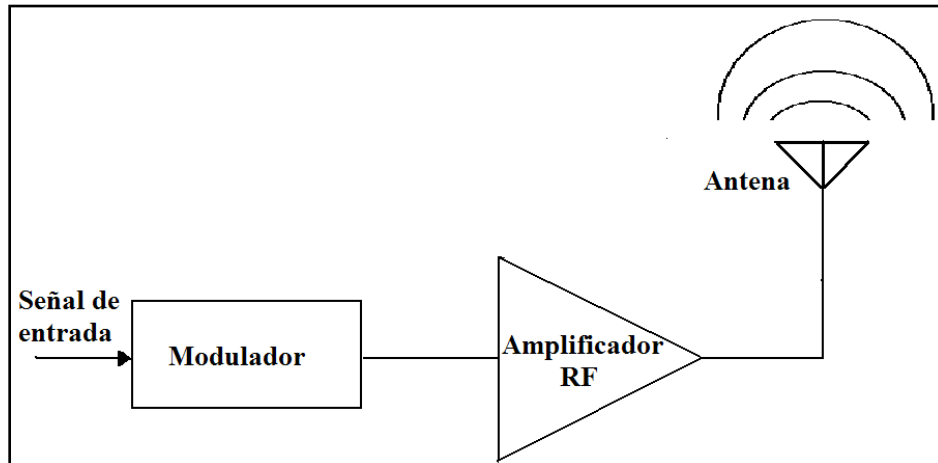 Señal de
entrada
Modulador
Amplificador
RF
Antena